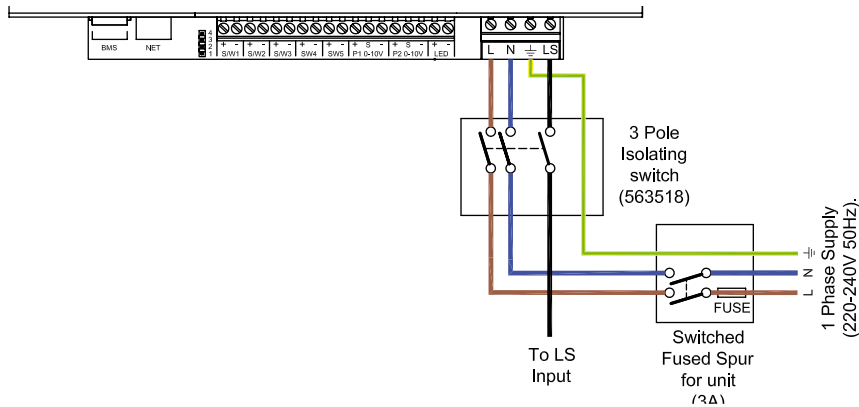 BMS
NET
4
3
2
1
+ - + - + - + - + - + S - + S - + -
S/W1 S/W2 S/W3 SW4 SW5 P1 0-10V P2 0-10V LED
L N LS
3 Pole
Isolating
switch
(563518)
1 Phase Supply
(220-240V 50Hz).
N
L
FUSE
To LS
Input
Switched
Fused Spur
for unit
(3A)